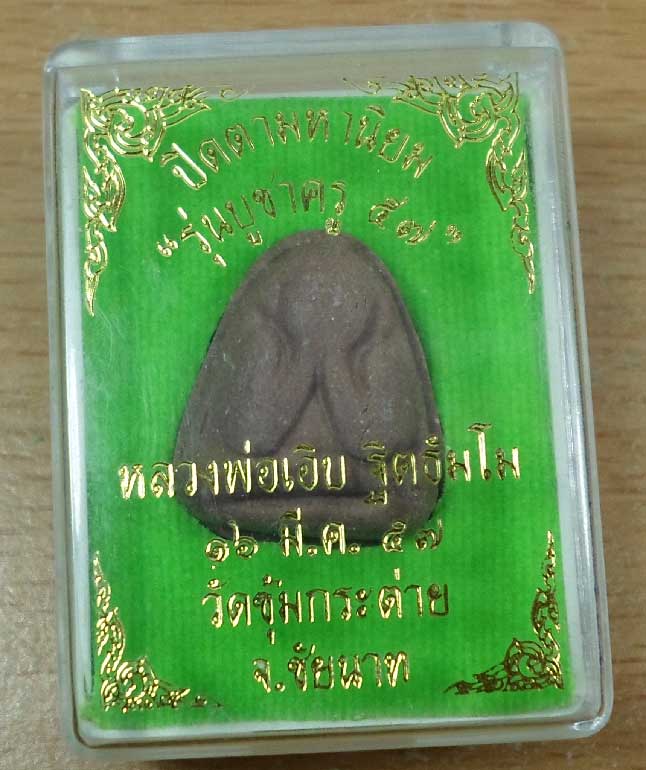 ปิดตามหานิยม
"รุ่นบูชาครู ๕๗"
หลวงพ่อเอิบ ฐิตธัมโม
๑๖ มี.ค. ๕๗
วัดซุ้มกระต่าย
จ.ชัยนาท